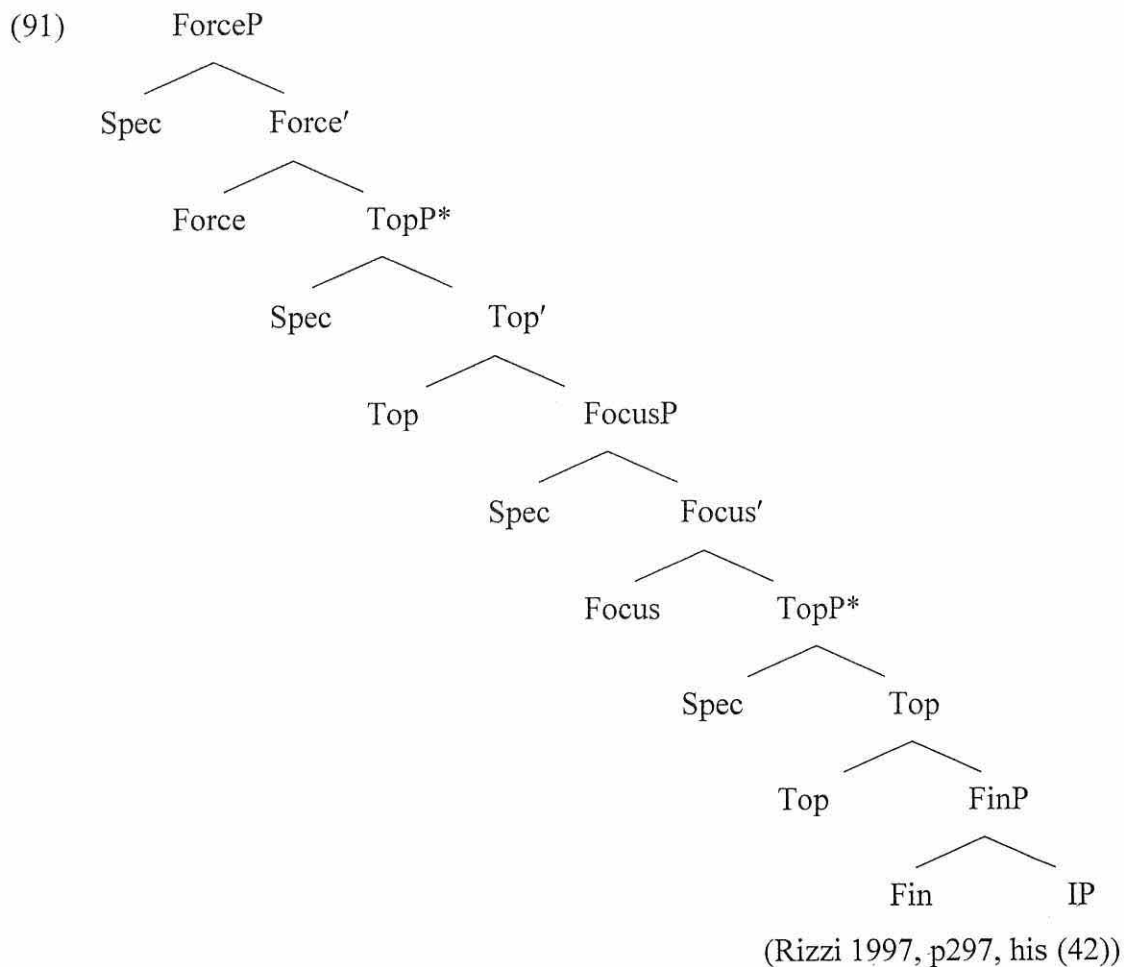 (91) ForceP
Spec Force′
Force TopP*
Spec Top′
Top FocusP
Spec Focus′
Focus TopP*
Spec Top
Top FinP
Fin IP
(Rizzi 1997, p297, his (42))